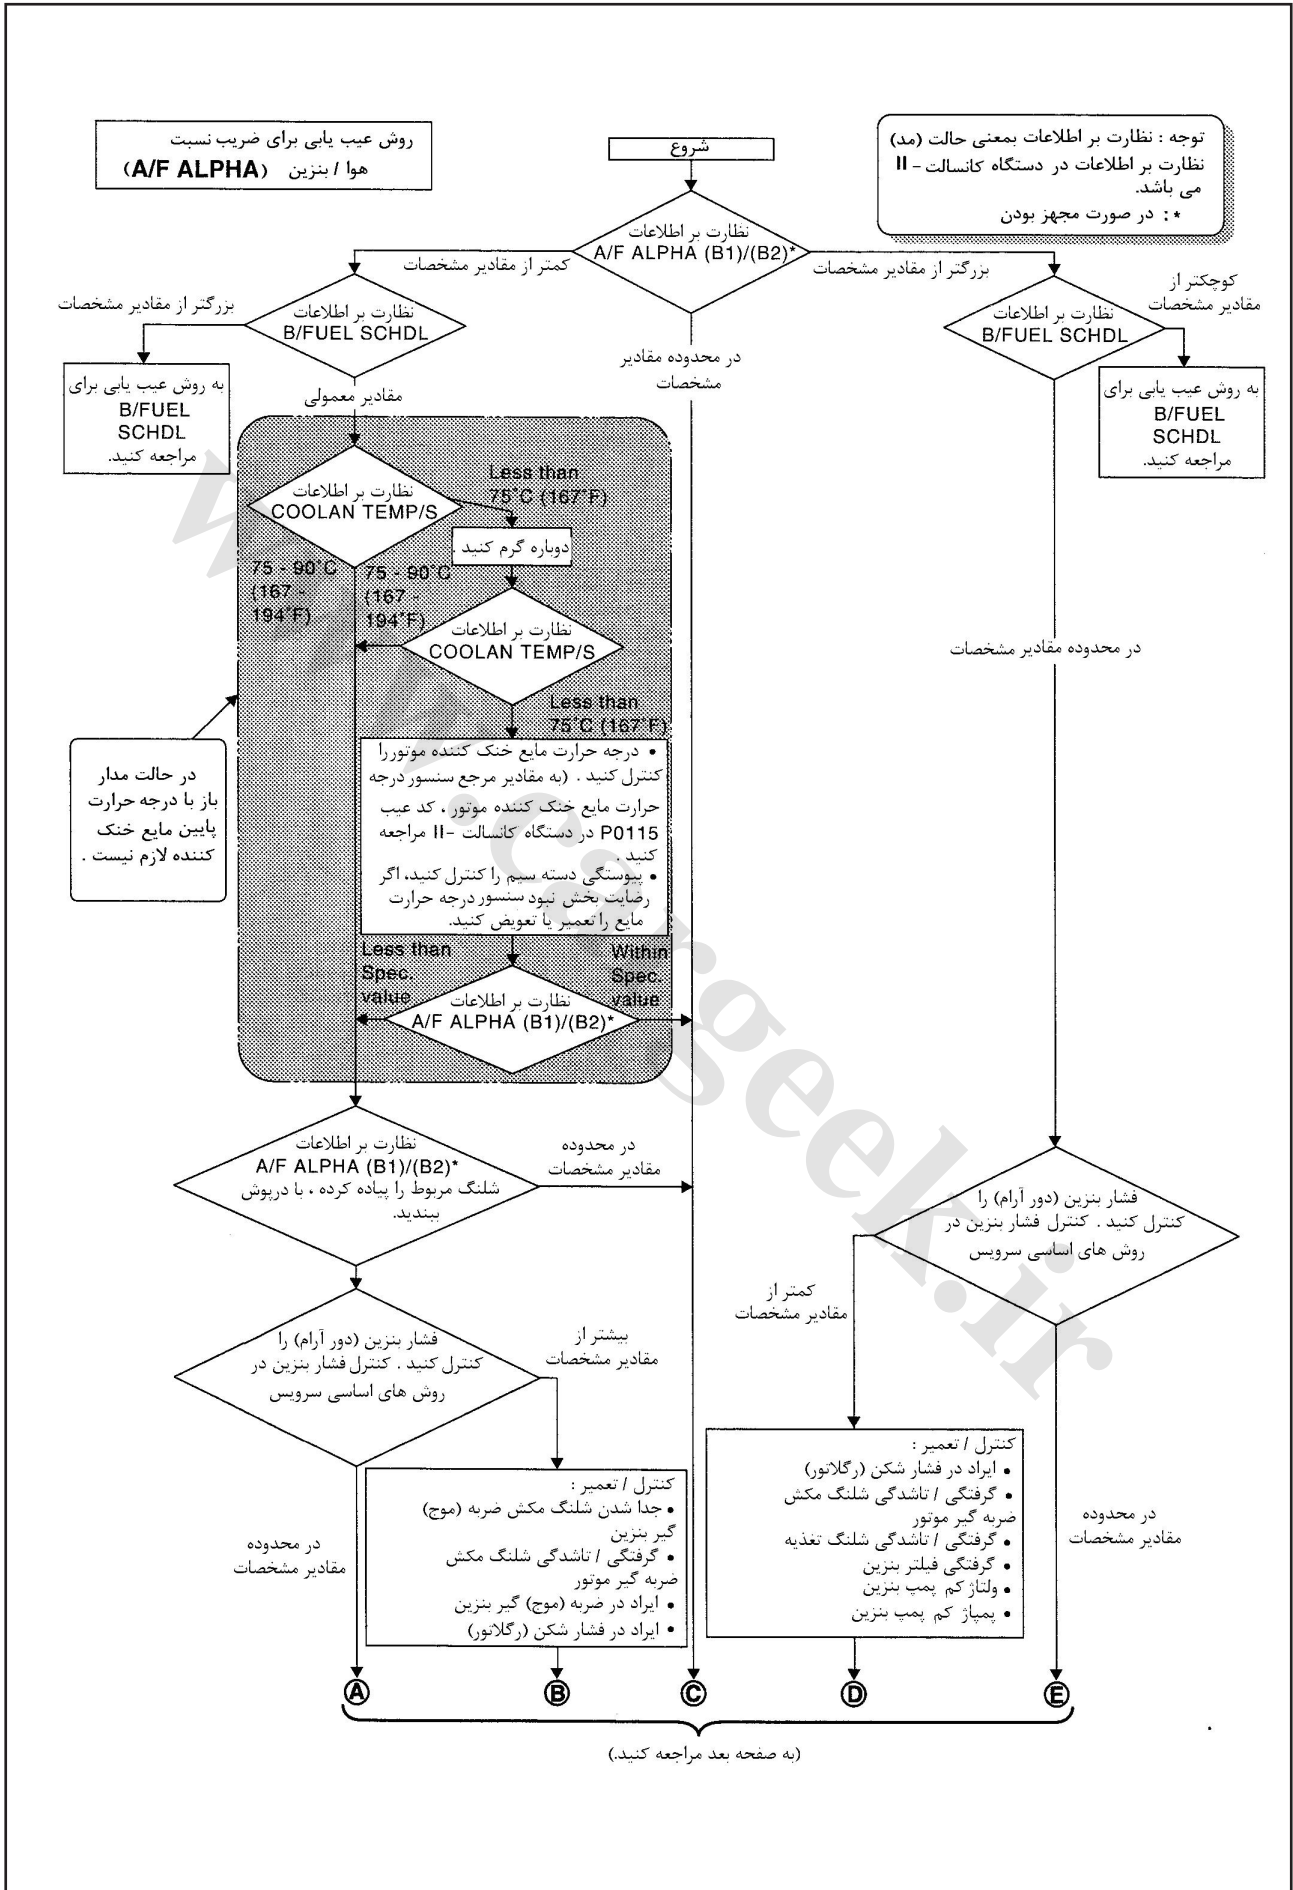 روش عیب یابی برای ضریب نسبت
هوا / بنزین (A/F ALPHA)
شروع
توجه : نظارت بر اطلاعات بمعنی حالت (مد)
نظارت بر اطلاعات در دستگاه کانسالت - II
می باشد.
* : در صورت مجهز بودن
نظارت بر اطلاعات
A/F ALPHA (B1)/(B2)*
کمتر از مقادیر مشخصات
بزرگتر از مقادیر مشخصات
بزرگتر از مقادیر مشخصات
نظارت بر اطلاعات
B/FUEL SCHDL
در محدوده مقادیر
مشخصات
نظارت بر اطلاعات
B/FUEL SCHDL
کوچکتر از
مقادیر مشخصات
به روش عیب یابی برای
B/FUEL
SCHDL
مراجعه کنید.
مقادیر معمولی
به روش عیب یابی برای
B/FUEL
SCHDL
مراجعه کنید.
نظارت بر اطلاعات
COOLAN TEMP/S
Less than
75°C (167°F)
دوباره گرم کنید .
75 - 90°C
(167 -
194°F)
75 - 90°C
(167 -
194°F)
نظارت بر اطلاعات
COOLAN TEMP/S
در محدوده مقادیر مشخصات
Less than
75°C (167°F)
در حالت مدار
باز با درجه حرارت
پایین مایع خنک
کننده لازم نیست .
• درجه حرارت مایع خنک کننده موتوررا
کنترل کنید . (به مقادیر مرجع سنسور درجه
حرارت مایع خنک کننده موتور ، کد عیب
P0115 در دستگاه کانسالت -II مراجعه
کنید .
• پیوستگی دسته سیم را کنترل کنید، اگر
رضایت بخش نبود سنسور درجه حرارت
مایع را تعمیر یا تعویض کنید.
Less than
Spec.
value
Within
Spec.
value
نظارت بر اطلاعات
A/F ALPHA (B1)/(B2)*
نظارت بر اطلاعات
A/F ALPHA (B1)/(B2)*
شلنگ مربوط را پیاده کرده ، با درپوش
ببندید.
در محدوده
مقادیر مشخصات
فشار بنزین (دور آرام) را
کنترل کنید . کنترل فشار بنزین در
روش های اساسی سرویس
کمتر از
مقادیر مشخصات
فشار بنزین (دور آرام) را
کنترل کنید . کنترل فشار بنزین در
روش های اساسی سرویس
بیشتر از
مقادیر مشخصات
کنترل / تعمیر :
• ایراد در فشار شکن (رگلاتور)
• گرفتگی / تاشدگی شلنگ مکش
ضربه گیر موتور
• گرفتگی / تاشدگی شلنگ تغذیه
• گرفتگی فیلتر بنزین
• ولتاژ کم پمپ بنزین
• پمپاژ کم پمپ بنزین
در محدوده
مقادیر مشخصات
کنترل / تعمیر :
• جدا شدن شلنگ مکش ضربه (موج)
گیر بنزین
• گرفتگی / تاشدگی شلنگ مکش
ضربه گیر موتور
• ایراد در ضربه (موج) گیر بنزین
• ایراد در فشار شکن (رگلاتور)
در محدوده
مقادیر مشخصات
A
B
C
D
E
(به صفحه بعد مراجعه کنید.)
www.cargeek.ir